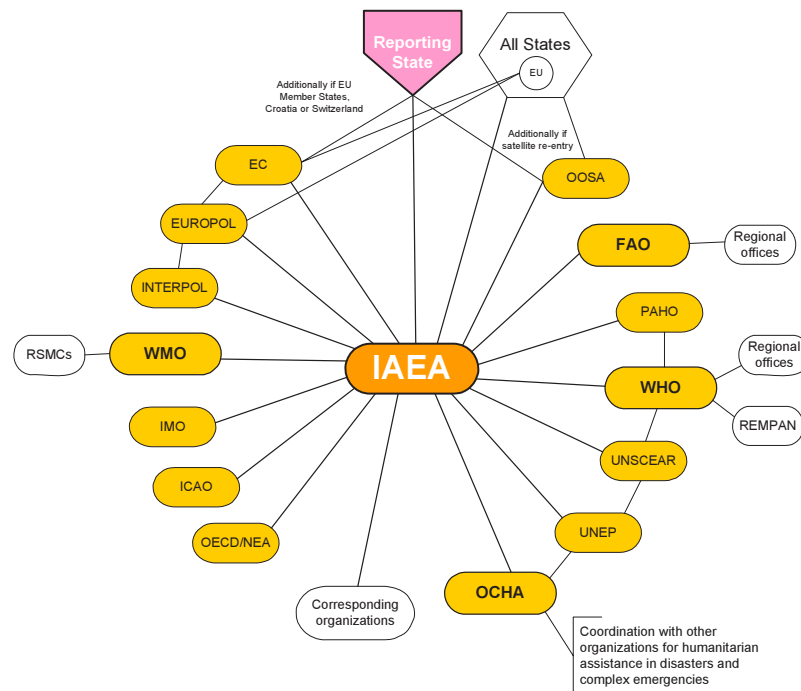 Reporting
State
All States
EU
Additionally if EU
Member States,
Croatia or Switzerland
Additionally if
satellite re-entry
EC
OOSA
EUROPOL
FAO
Regional
offices
INTERPOL
PAHO
RSMCs
WMO
IAEA
Regional
offices
WHO
REMPAN
IMO
UNSCEAR
ICAO
OECD/NEA
UNEP
OCHA
Corresponding
organizations
Coordination with other
organizations for humanitarian
assistance in disasters and
complex emergencies